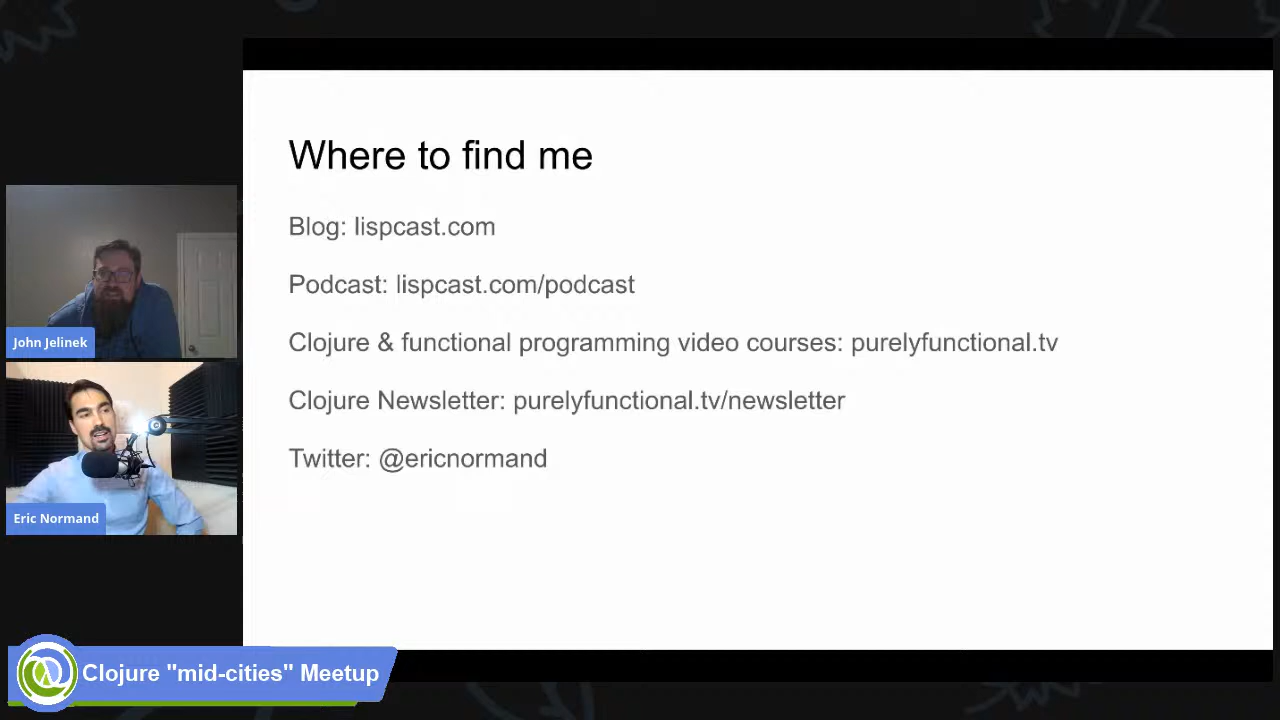 Where to find me
Blog: lispcast.com
Podcast: lispcast.com/podcast
Clojure & functional programming video courses: purelyfunctional.tv
Clojure Newsletter: purelyfunctional.tv/newsletter
Twitter: @ericnormand
John Jelinek
Eric Normand
Clojure "mid-cities" Meetup